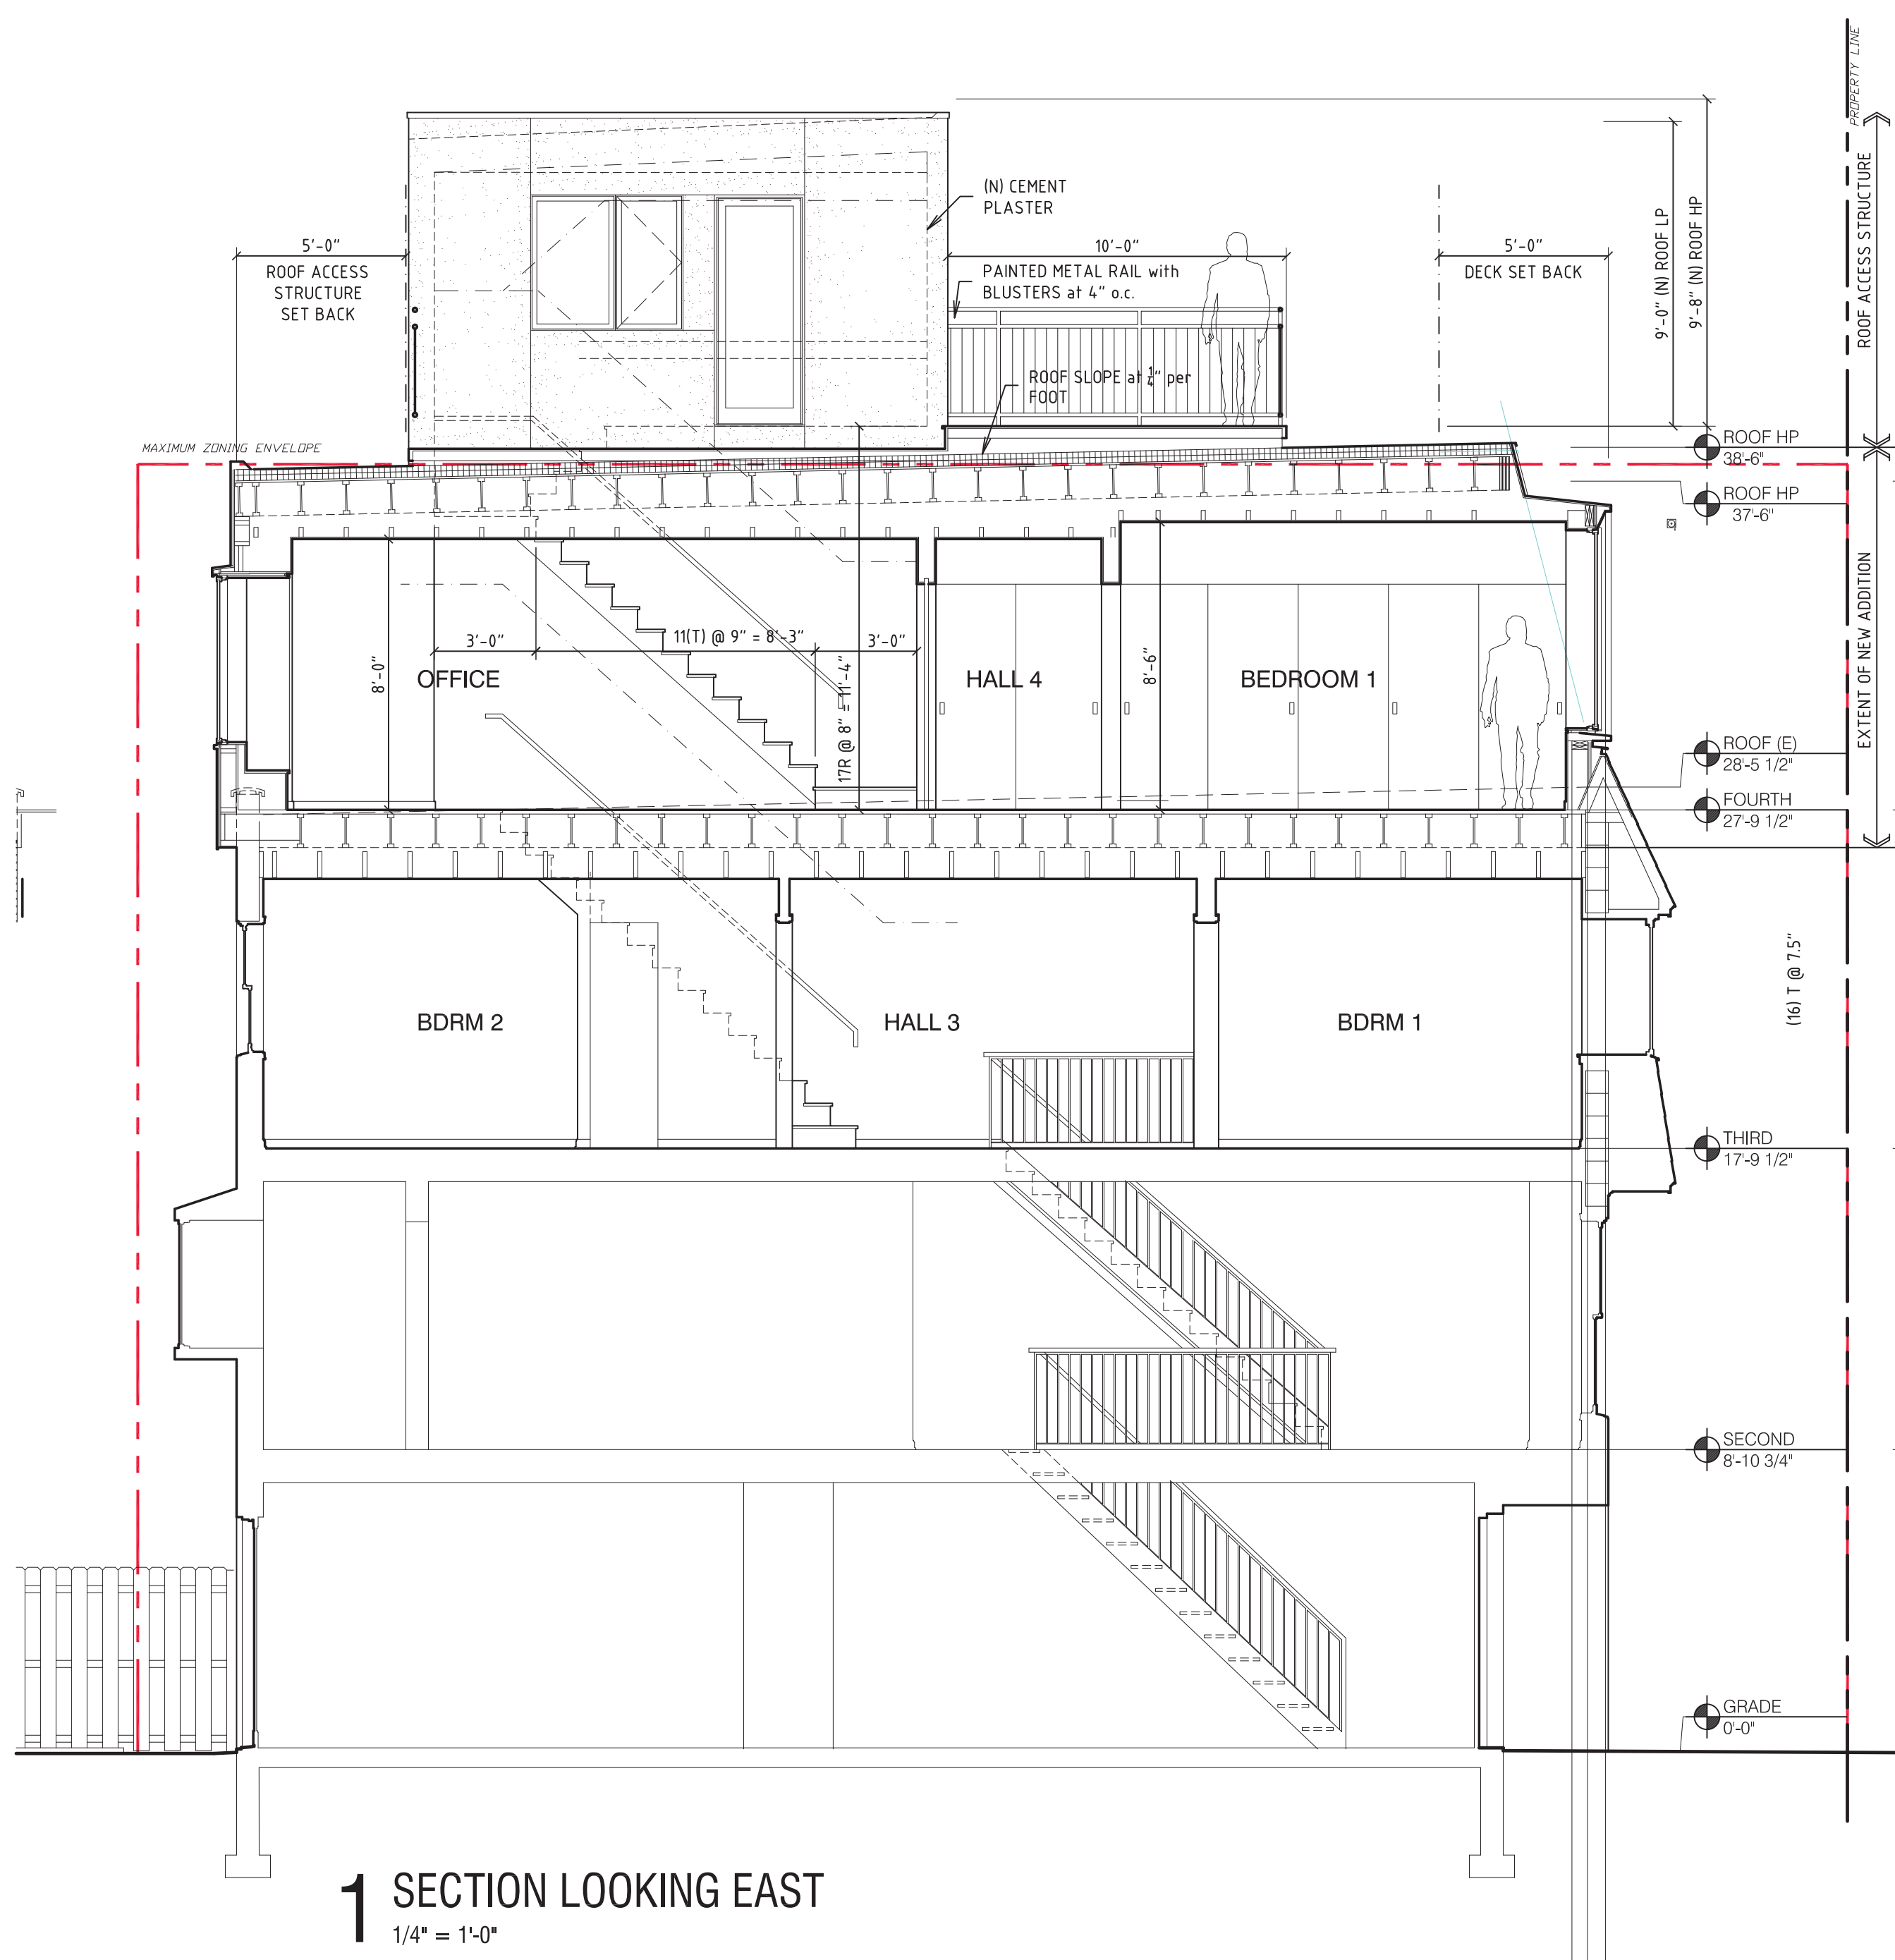 PROPERTY LINE
ROOF ACCESS STRUCTURE
(N) CEMENT
PLASTER
5'-0"
ROOF ACCESS
STRUCTURE
SET BACK
10'-0"
PAINTED METAL RAIL with
BLUSTERS at 4" o.c.
5'-0"
DECK SET BACK
9'-0" (N) ROOF LP
9'-8" (N) ROOF HP
ROOF SLOPE at 1/4" per
FOOT
MAXIMUM ZONING ENVELOPE
ROOF HP
38'-6"
ROOF HP
37'-6"
EXTENT OF NEW ADDITION
3'-0"
11(T) @ 9" = 8'-3"
3'-0"
8'-0"
OFFICE
17R @ 8" = 11'-4"
HALL 4
8'-6"
BEDROOM 1
ROOF (E)
28'-5 1/2"
FOURTH
27'-9 1/2"
BDRM 2
HALL 3
BDRM 1
(16) T @ 7.5"
THIRD
17'-9 1/2"
SECOND
8'-10 3/4"
GRADE
0'-0"
1 SECTION LOOKING EAST
1/4" = 1'-0"